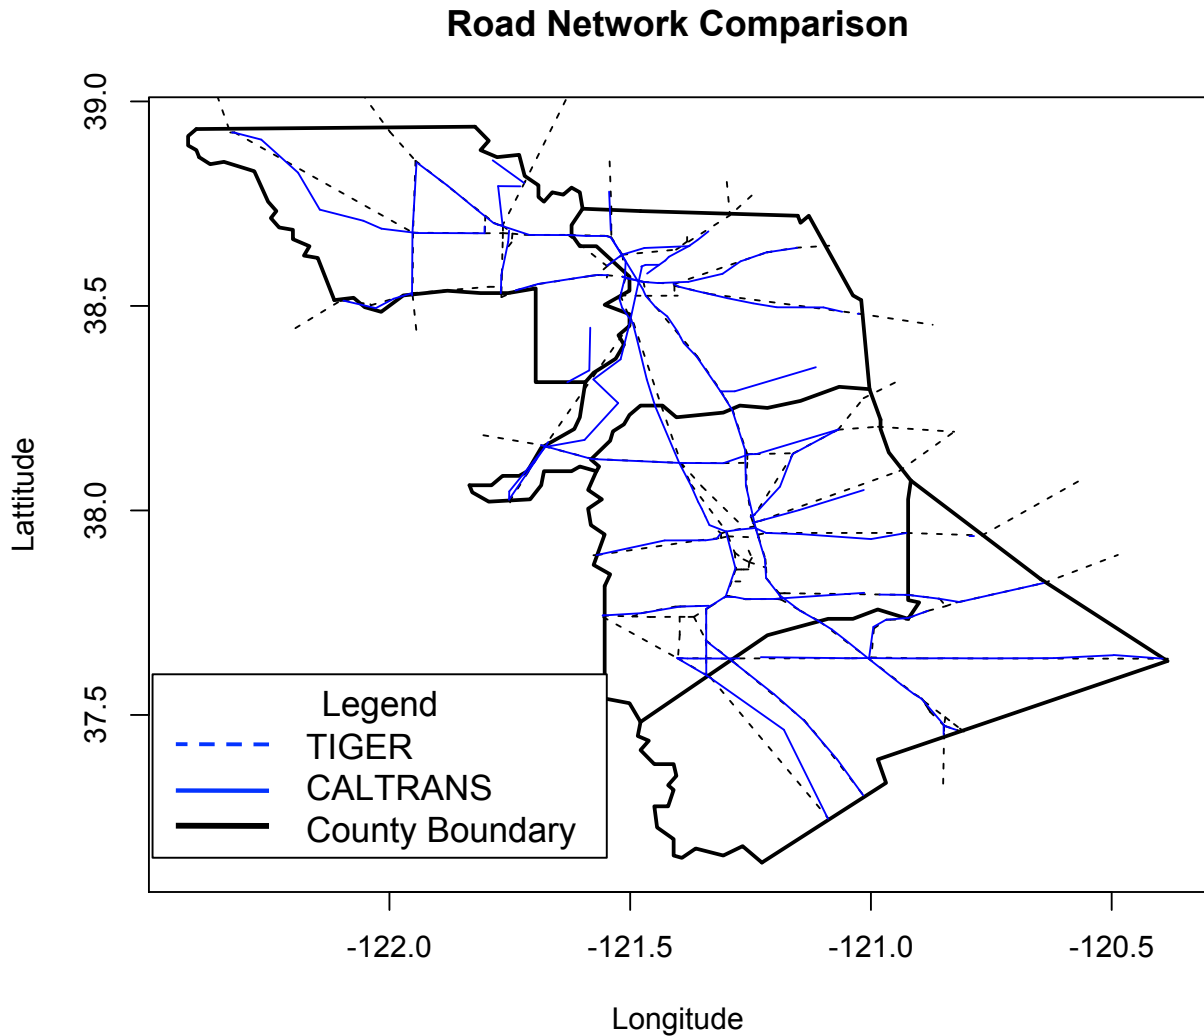 Road Network Comparison
39.0
38.5
38.0
37.5
Lattitude
Legend
TIGER
CALTRANS
County Boundary
-122.0
-121.5
-121.0
-120.5
Longitude